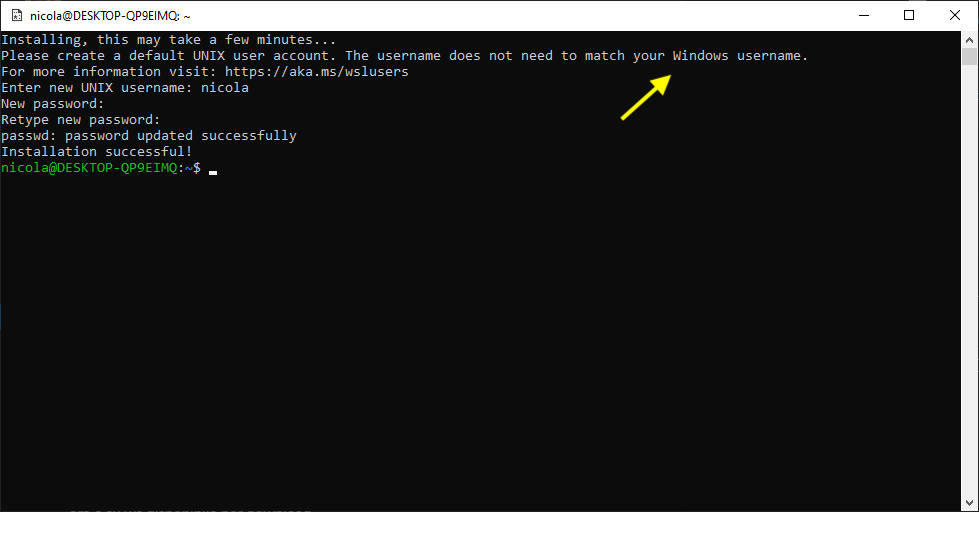 nicola@DESKTOP-QP9EIMQ: ~
Installing, this may take a few minutes...
Please create a default UNIX user account. The username does not need to match your Windows username.
For more information visit: https://aka.ms/wslusers
Enter new UNIX username: nicola
New password:
Retype new password:
passwd: password updated successfully
Installation successful!
nicola@DESKTOP-QP9EIMQ:~$